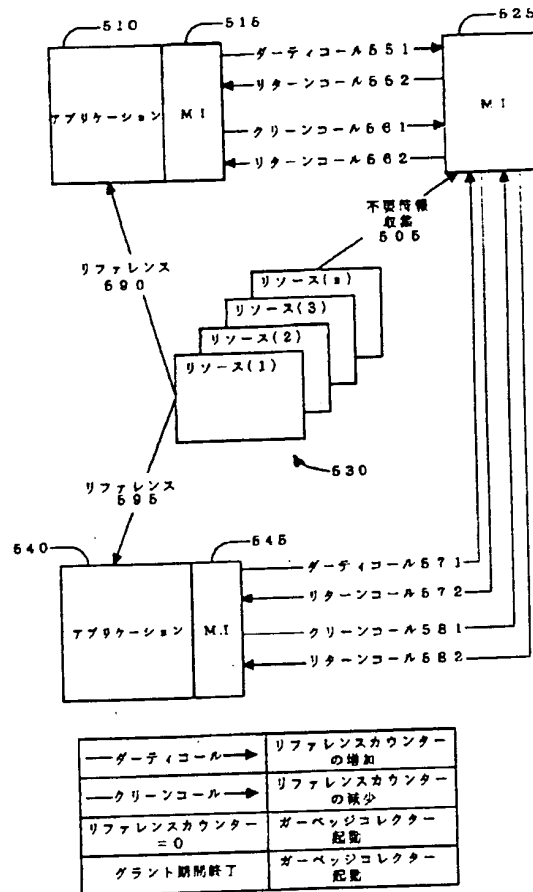 510
515
525
アプリケーション
MI
MI
ダーティコール551
リターンコール552
クリーンコール561
リターンコール562
不要情報
収集
505
リファレンス
590
リソース(n)
リソース(3)
リソース(2)
リソース(1)
530
リファレンス
595
540
545
アプリケーション
M.I
ダーティコール571
リターンコール572
クリーンコール581
リターンコール582
ダーティコール
リファレンスカウンター
の増加
クリーンコール
リファレンスカウンター
の減少
リファレンスカウンター
=0
ガーベッジコレクター
起動
グラント期間終了
ガーベッジコレクター
起動